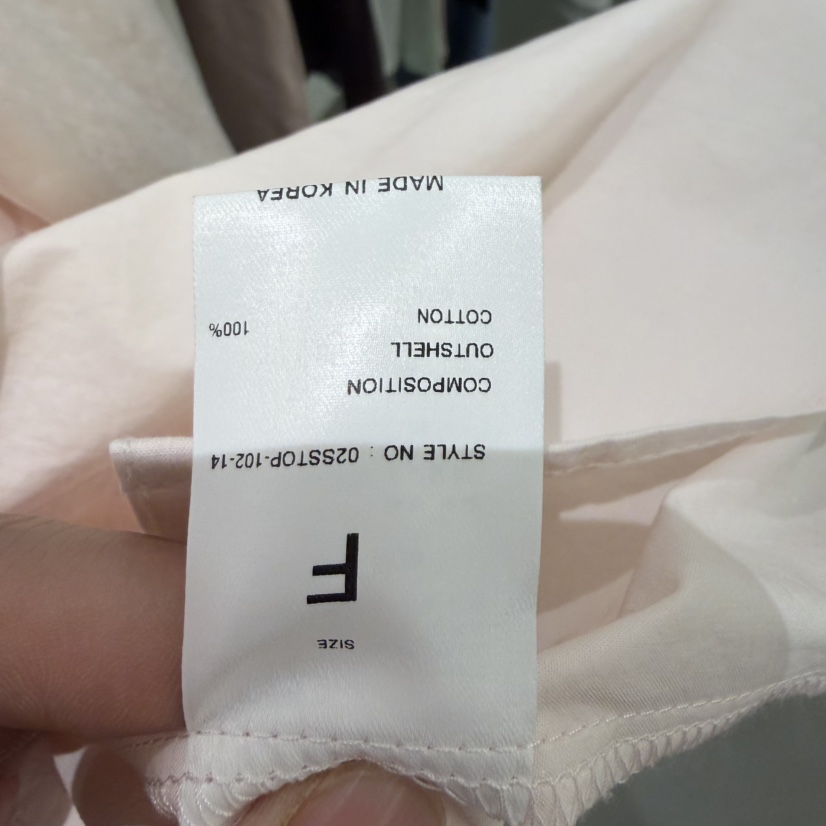 SIZE
F
STYLE NO : 02SSTOP-102-14
COMPOSITION
OUTSHELL
COTTON 100%
MADE IN KOREA